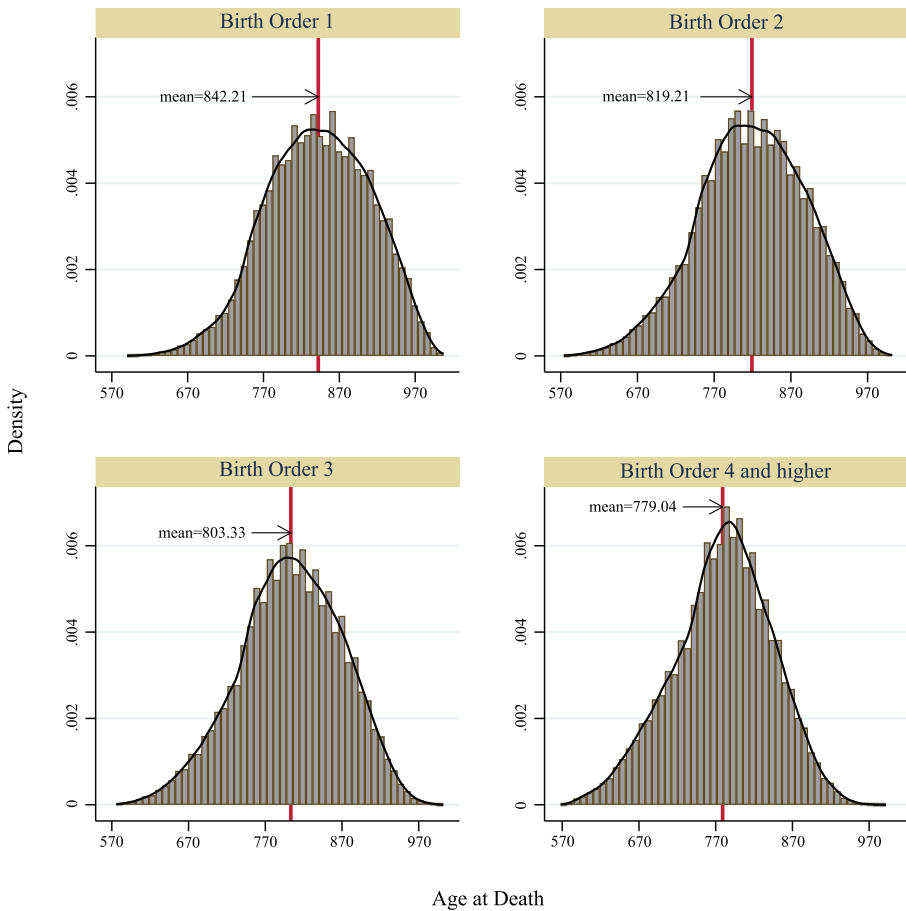 Birth Order 1
Birth Order 2
mean=842.21
mean=819.21
.006
.004
.002
0
570 670 770 870 970
.006
.004
.002
0
570 670 770 870 970
Birth Order 3
Birth Order 4 and higher
mean=803.33
mean=779.04
.006
.004
.002
0
570 670 770 870 970
.006
.004
.002
0
570 670 770 870 970
Density
Age at Death